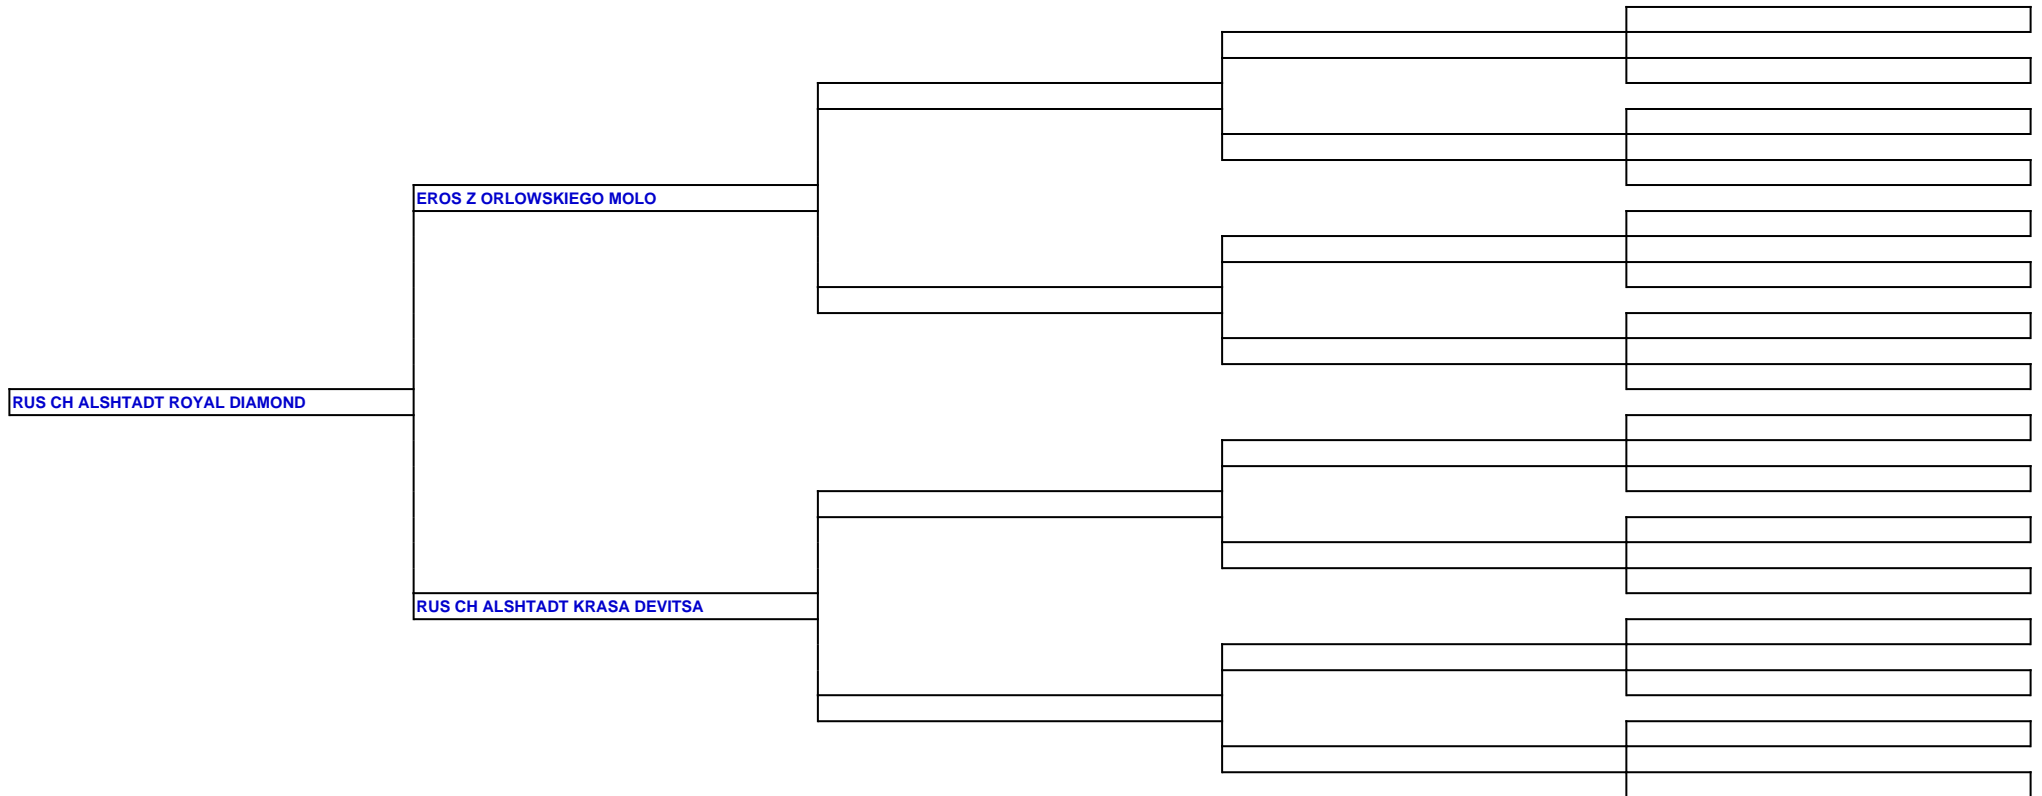 EROS Z ORLOWSKIEGO MOLO
RUS CH ALSHTADT ROYAL DIAMOND
RUS CH ALSHTADT KRASA DEVITSA